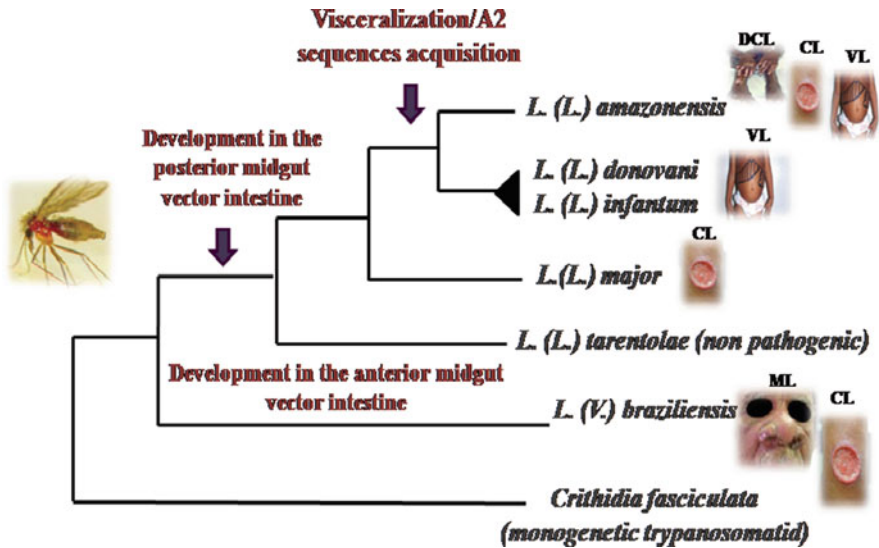 Visceralization/A2
sequences acquisition
DCL
CL
VL
L. (L.) amazonensis
Development in the
posterior midgut
vector intestine
VL
L. (L.) donovani
L. (L.) infantum
CL
L.(L.) major
L. (L.) tarentolae (non pathogenic)
Development in the anterior midgut
vector intestine
ML
CL
L. (V.) braziliensis
Crithidia fasciculata
(monogenetic trypanosomatid)